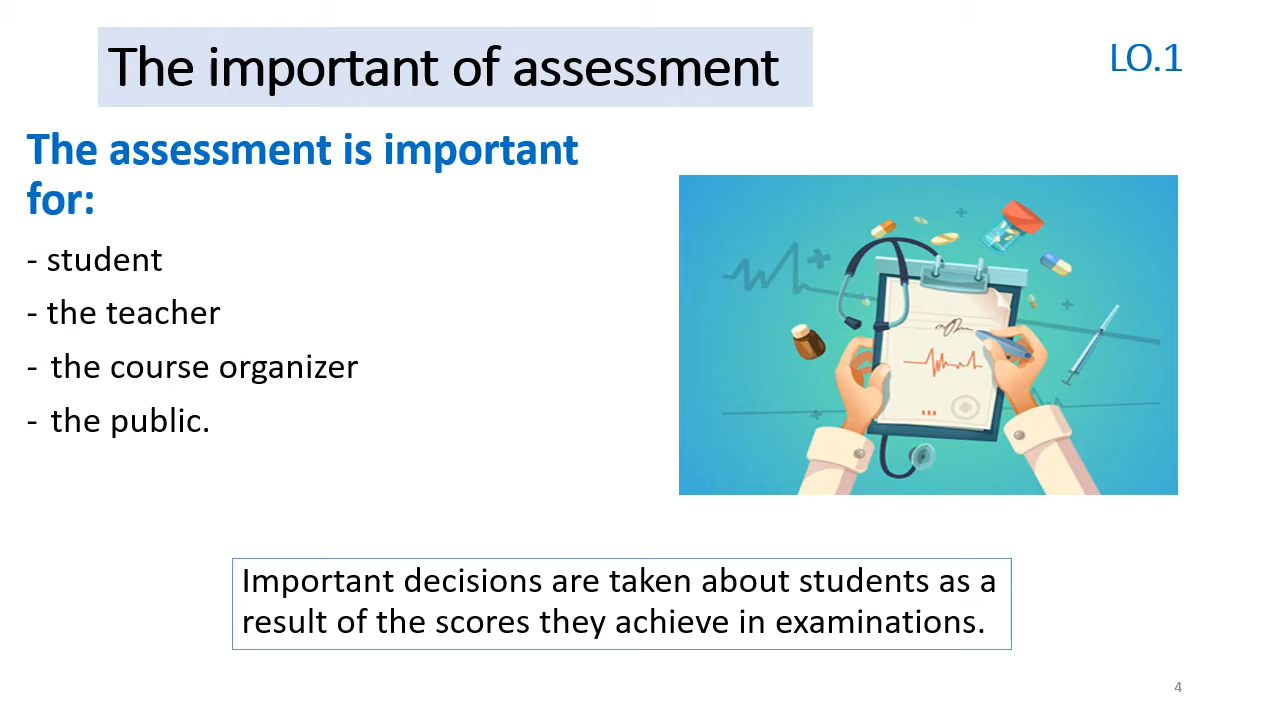 The important of assessment
LO.1
The assessment is important
for:
- student
- the teacher
- the course organizer
- the public.
Important decisions are taken about students as a
result of the scores they achieve in examinations.
4